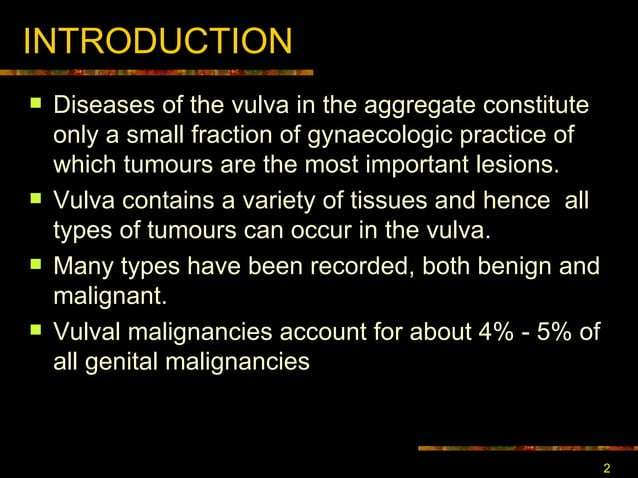 INTRODUCTION
Diseases of the vulva in the aggregate constitute
only a small fraction of gynaecologic practice of
which tumours are the most important lesions.
Vulva contains a variety of tissues and hence  all
types of tumours can occur in the vulva.
Many types have been recorded, both benign and
malignant.
Vulval malignancies account for about 4% - 5% of
all genital malignancies
2